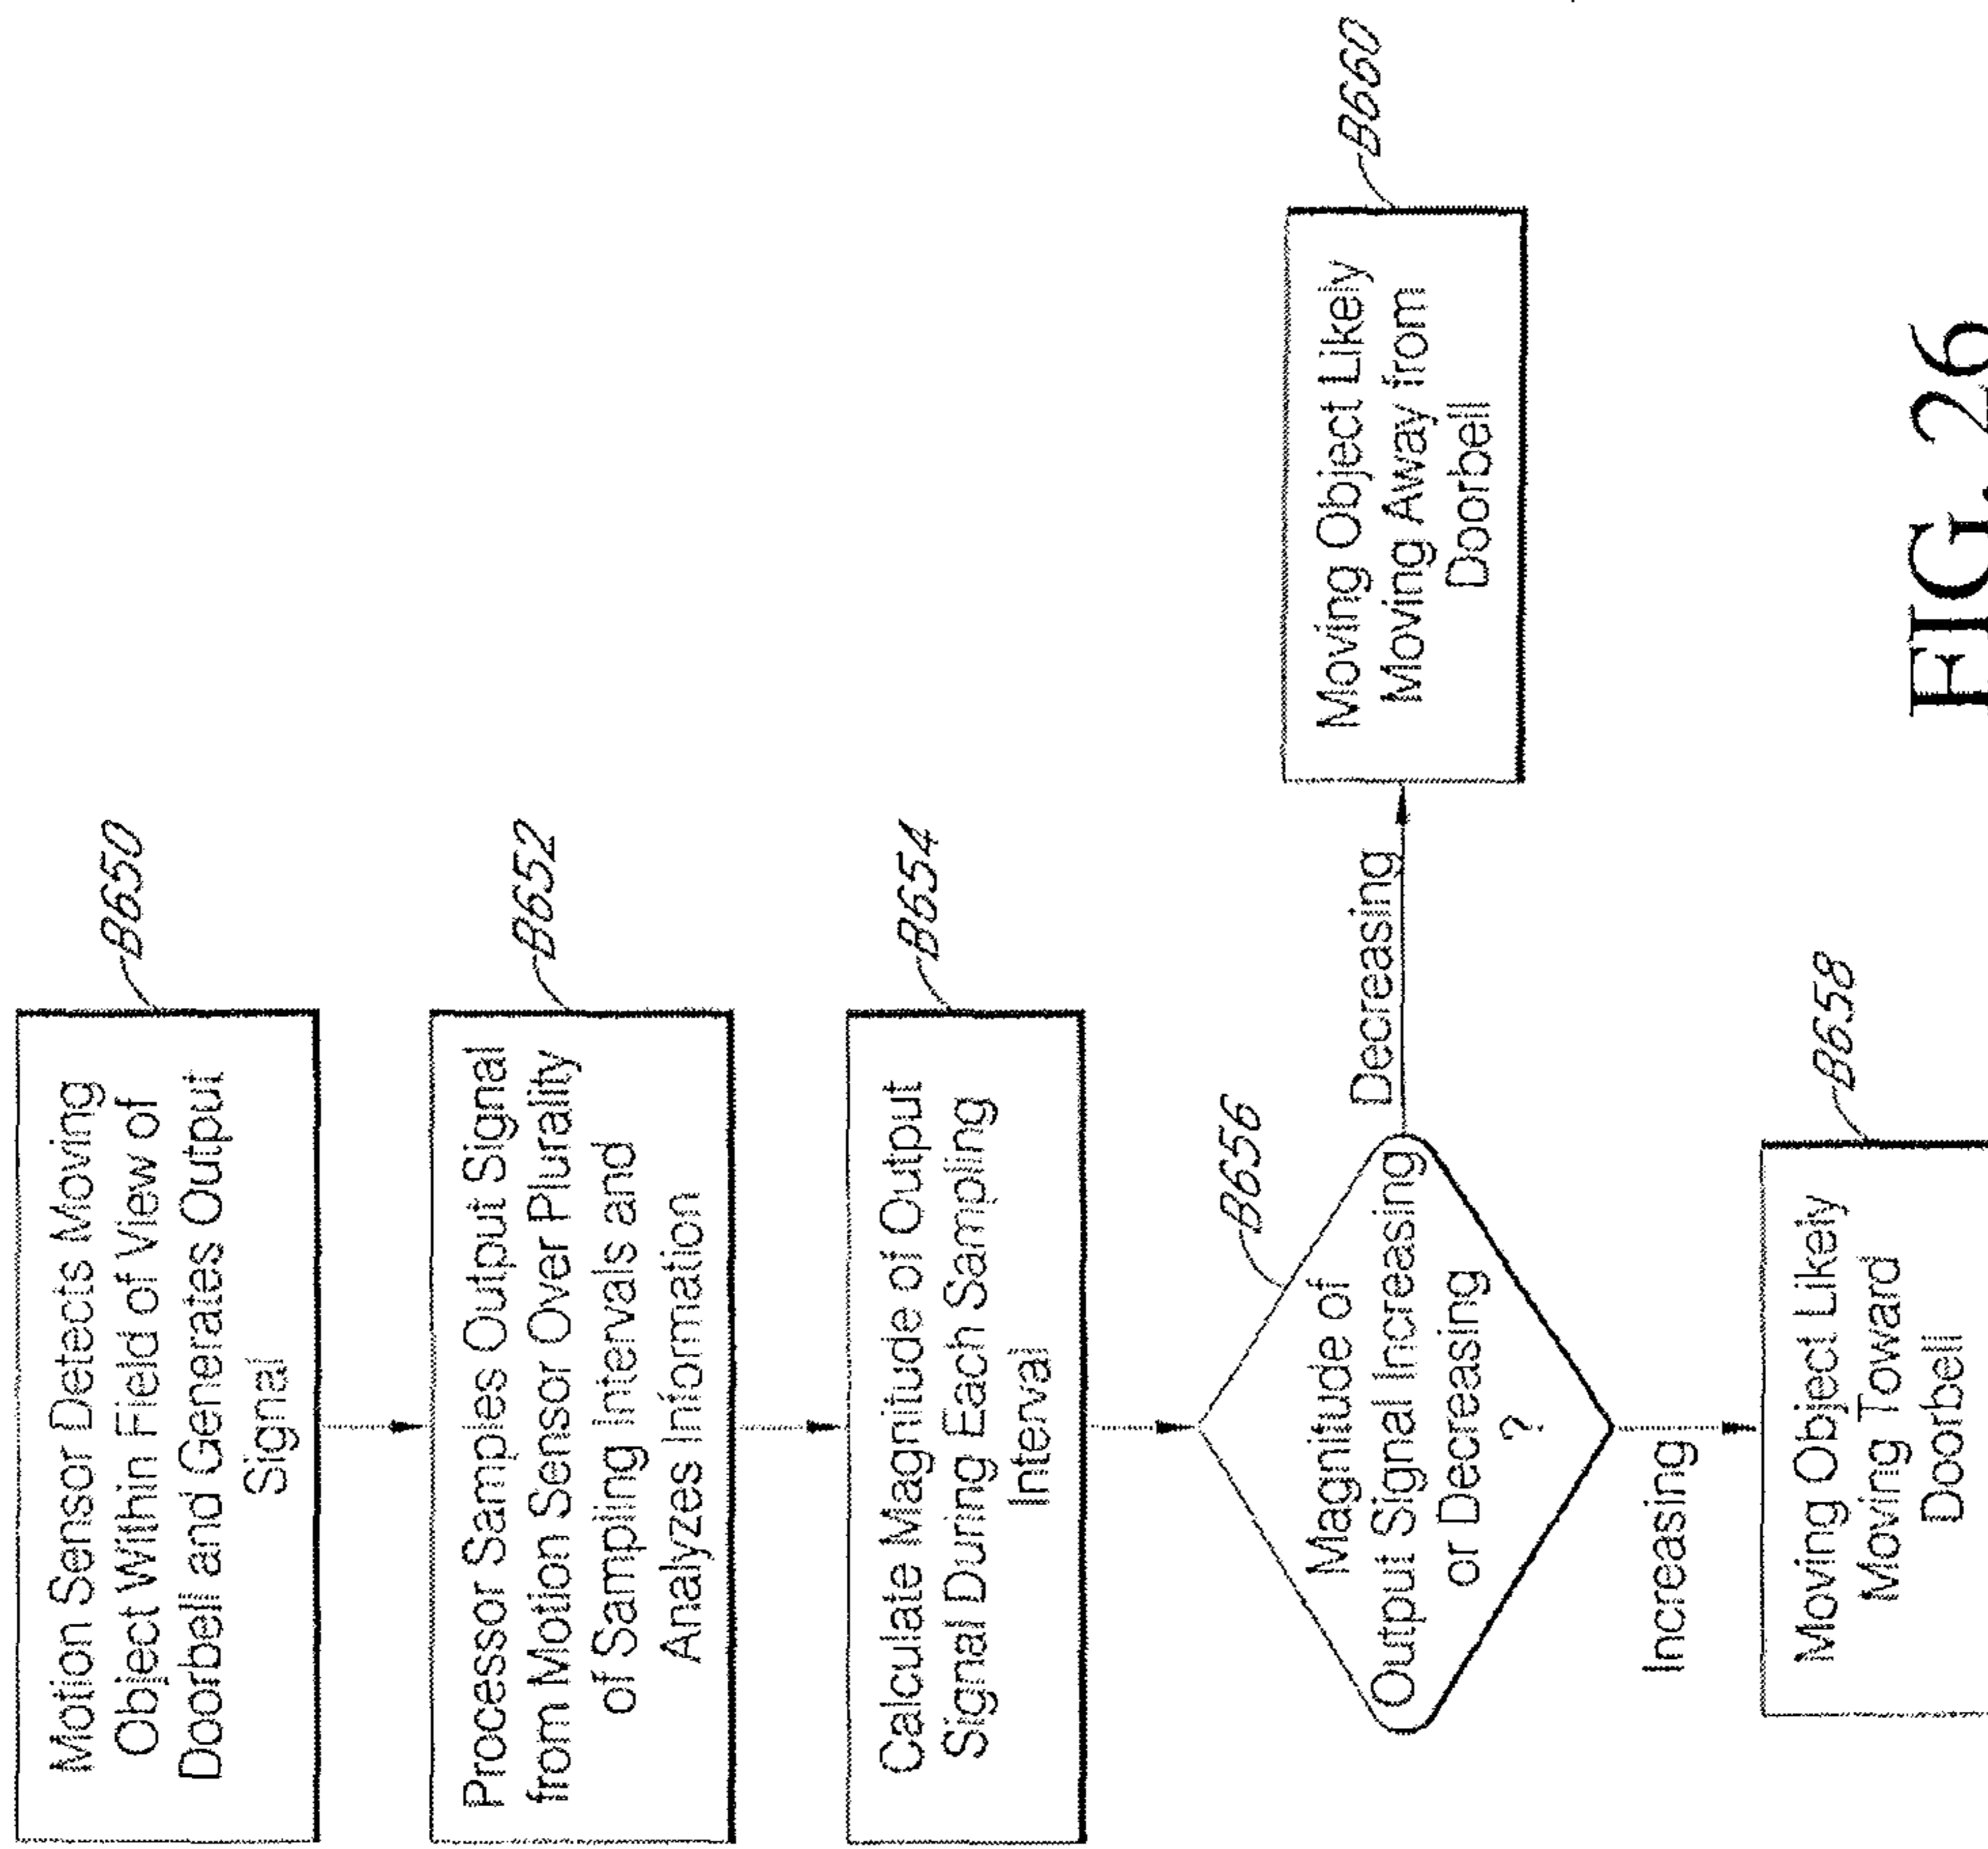 B650
Motion Sensor Detects Moving
Object Within Field of View of
Doorbell and Generates Output
Signal
B652
Processor Samples Output Signal
from Motion Sensor Over Plurality
of Sampling Intervals and
Analyzes Information
B654
Calculate Magnitude of Output
Signal During Each Sampling
Interval
B656
Magnitude of
Output Signal Increasing
or Decreasing
?
Decreasing
B660
Moving Object Likely
Moving Away from
Doorbell
Increasing
B658
Moving Object Likely
Moving Toward
Doorbell
FIG. 26